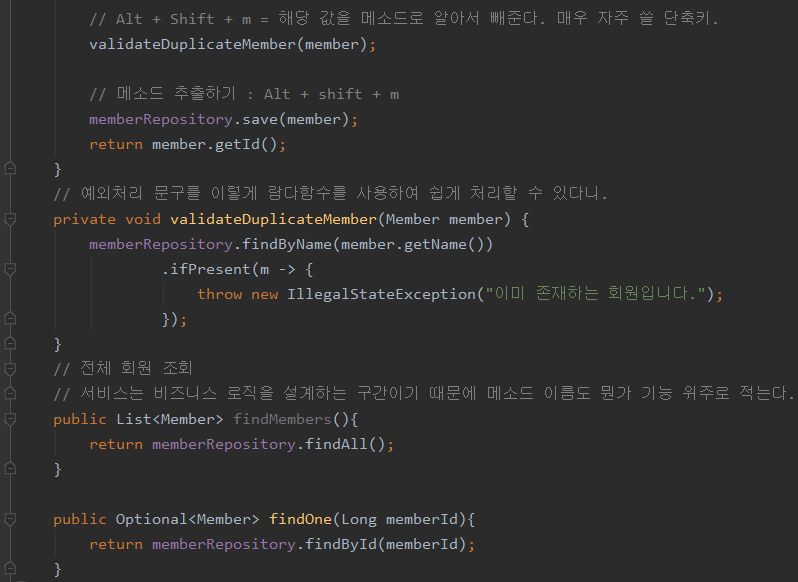 // Alt + Shift + m = 해당 값을 메소드로 알아서 빼준다. 매우 자주 쓸 단축키.
validateDuplicateMember(member);
// 메소드 추출하기 : Alt + shift + m
memberRepository.save(member);
return member.getId();
}
// 예외처리 문구를 이렇게 람다함수를 사용하여 쉽게 처리할 수 있다니.
private void validateDuplicateMember(Member member) {
memberRepository.findByName(member.getName())
.ifPresent(m -> {
throw new IllegalStateException("이미 존재하는 회원입니다.");
});
}
// 전체 회원 조회
// 서비스는 비즈니스 로직을 설계하는 구간이기 때문에 메소드 이름도 뭔가 기능 위주로 적는다.
public List<Member> findMembers(){
return memberRepository.findAll();
}
public Optional<Member> findOne(Long memberId){
return memberRepository.findById(memberId);
}